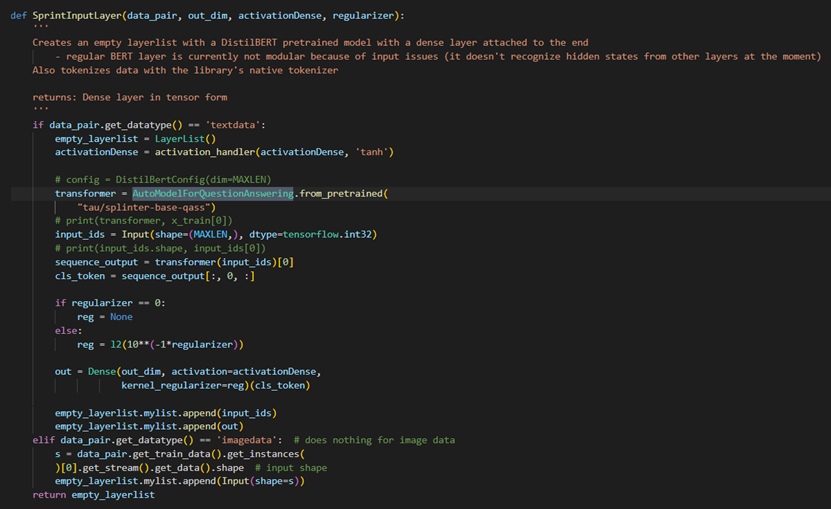 def SprintInputLayer(data_pair, out_dim, activationDense, regularizer):
    '''
    Creates an empty layerlist with a DistilBERT pretrained model with a dense layer attached to the end
        - regular BERT layer is currently not modular because of input issues (it doesn't recognize hidden states from other layers at the moment)
    Also tokenizes data with the library's native tokenizer

    returns: Dense layer in tensor form
    '''
    if data_pair.get_datatype() == 'textdata':
        empty_layerlist = LayerList()
        activationDense = activation_handler(activationDense, 'tanh')

        # config = DistilBertConfig(dim=MAXLEN)
        transformer = AutoModelForQuestionAnswering.from_pretrained(
            "tau/splinter-base-qass")
        # print(transformer, x_train[0])
        input_ids = Input(shape=(MAXLEN,), dtype=tensorflow.int32)
        # print(input_ids.shape, input_ids[0])
        sequence_output = transformer(input_ids)[0]
        cls_token = sequence_output[:, 0, :]

        if regularizer == 0:
            reg = None
        else:
            reg = l2(10**(-1*regularizer))

        out = Dense(out_dim, activation=activationDense,
                    kernel_regularizer=reg)(cls_token)

        empty_layerlist.mylist.append(input_ids)
        empty_layerlist.mylist.append(out)
    elif data_pair.get_datatype() == 'imagedata':  # does nothing for image data
        s = data_pair.get_train_data().get_instances(
        )[0].get_stream().get_data().shape  # input shape
        empty_layerlist.mylist.append(Input(shape=s))
    return empty_layerlist